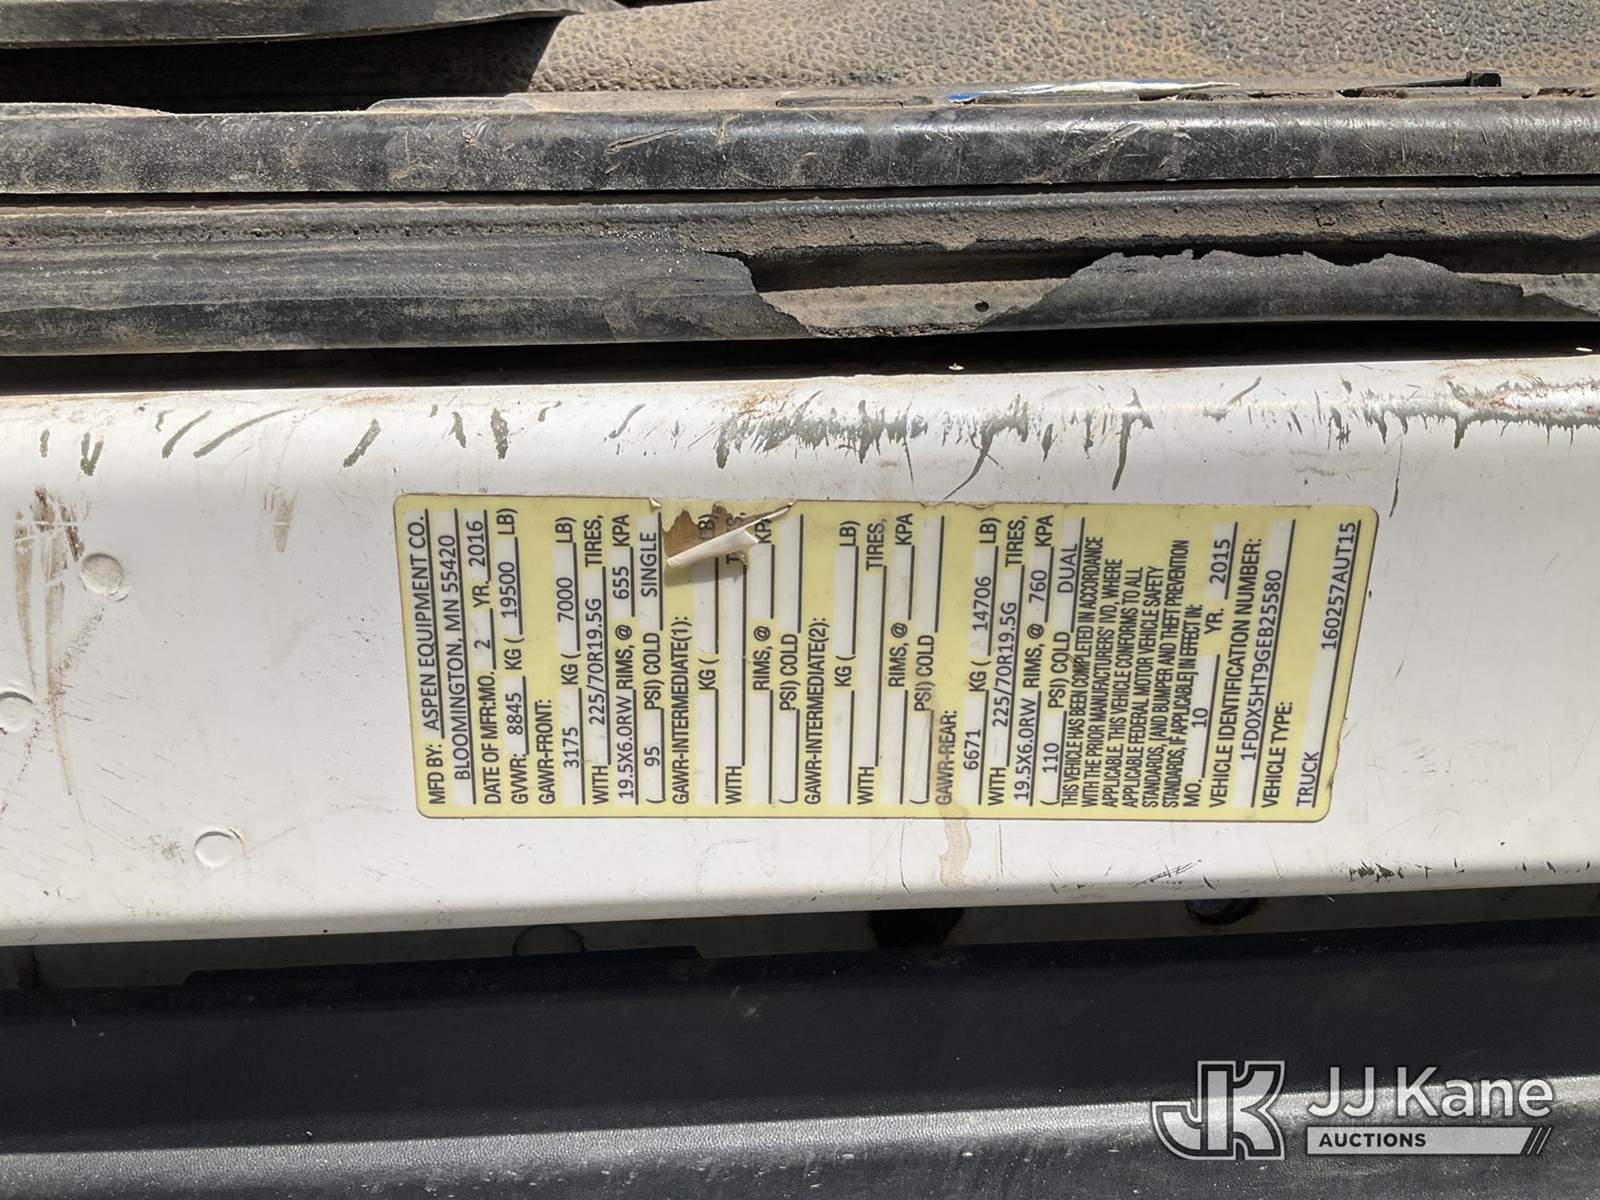 MFD BY: ASPEN EQUIPMENT CO.
BLOOMINGTON, MN 55420
DATE OF MFR:MO. 2 YR. 2016
GVWR: 8845 KG ( 19500 LB)
GAWR-FRONT:
3175 KG ( 7000 LB)
WITH 225/70R19.5G TIRES,
19.5X6.0RW RIMS, @ 655 KPA
( 95 PSI) COLD SINGLE
GAWR-INTERMEDIATE(1):
KG ( LB)
WITH
RIMS, @ KPA
( PSI) COLD
GAWR-INTERMEDIATE(2):
KG ( LB)
WITH TIRES,
RIMS, @ KPA
( PSI) COLD
GAWR-REAR:
6671 KG ( 14706 LB)
WITH 225/70R19.5G TIRES,
19.5X6.0RW RIMS, @ 760 KPA
( 110 PSI) COLD DUAL
THIS VEHICLE HAS BEEN COMPLETED IN ACCORDANCE
WITH THE PRIOR MANUFACTURERS' IVD, WHERE
APPLICABLE. THIS VEHICLE CONFORMS TO ALL
APPLICABLE FEDERAL MOTOR VEHICLE SAFETY
STANDARDS, [AND BUMPER AND THEFT PREVENTION
STANDARDS, IF APPLICABLE] IN EFFECT IN:
MO. 10 YR. 2015
VEHICLE IDENTIFICATION NUMBER:
1FD0X5HT9GEB25580
VEHICLE TYPE:
TRUCK 160257AUT15
JK JJ Kane
AUCTIONS